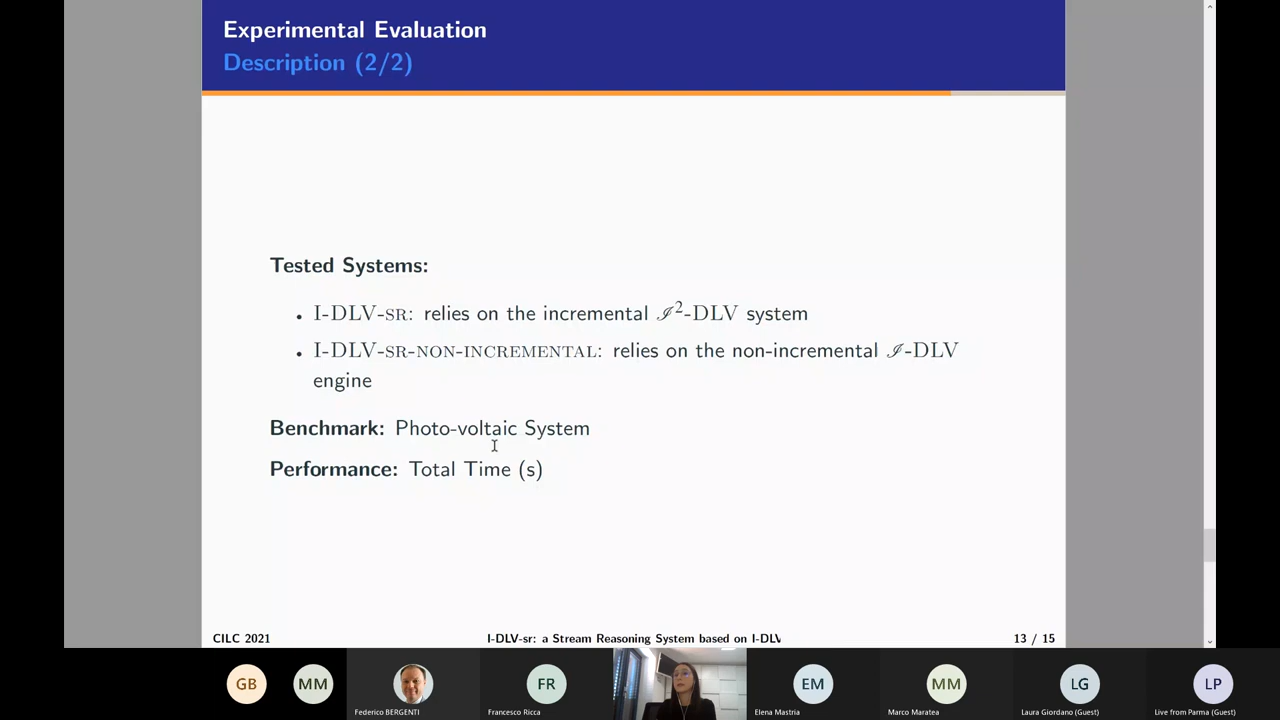 Experimental Evaluation
Description (2/2)
Tested Systems:
• I-DLV-SR: relies on the incremental ℐ²-DLV system
• I-DLV-SR-NON-INCREMENTAL: relies on the non-incremental ℐ-DLV
engine
Benchmark: Photo-voltaic System
Performance: Total Time (s)
CILC 2021
I-DLV-sr: a Stream Reasoning System based on I-DLV
13 / 15
GB
MM
FR
EM
MM
LG
LP
Federico BERGENTI
Francesco Ricca
Elena Mastria
Marco Maratea
Laura Giordano (Guest)
Live from Parma (Guest)